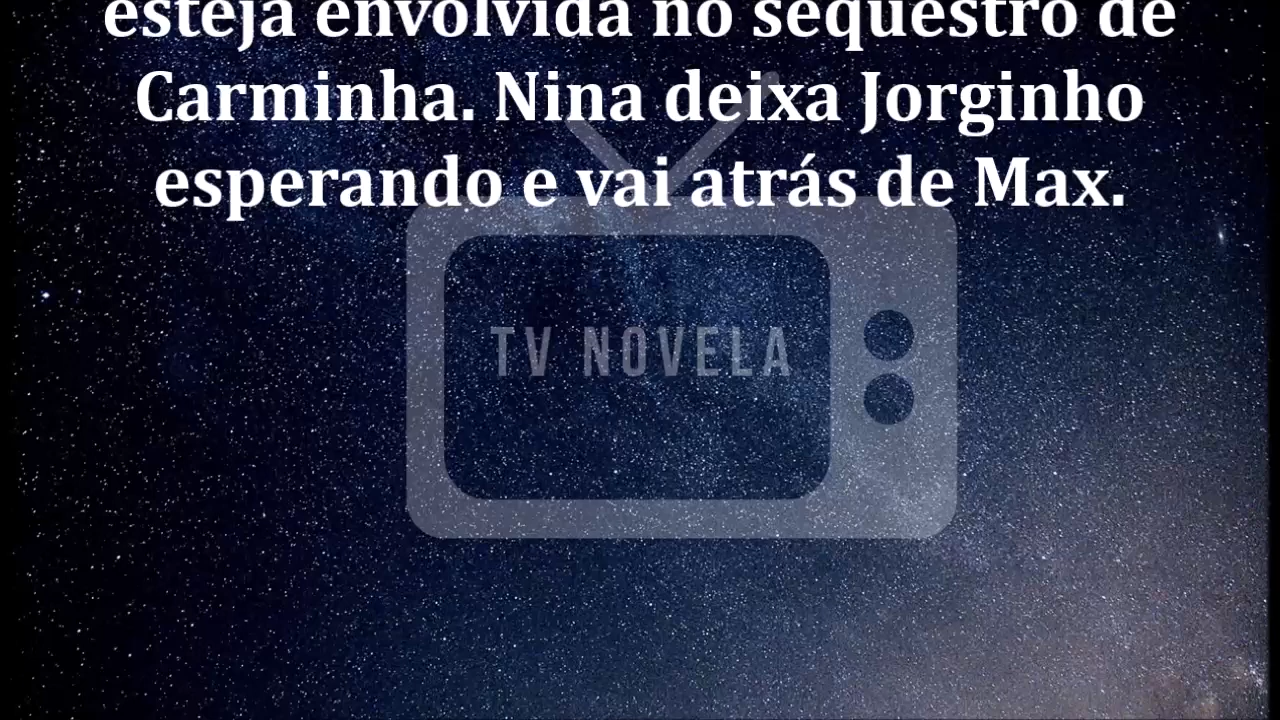 esteja envolvida no sequestro de
Carminha. Nina deixa Jorginho
esperando e vai atrás de Max.
TV NOVELA